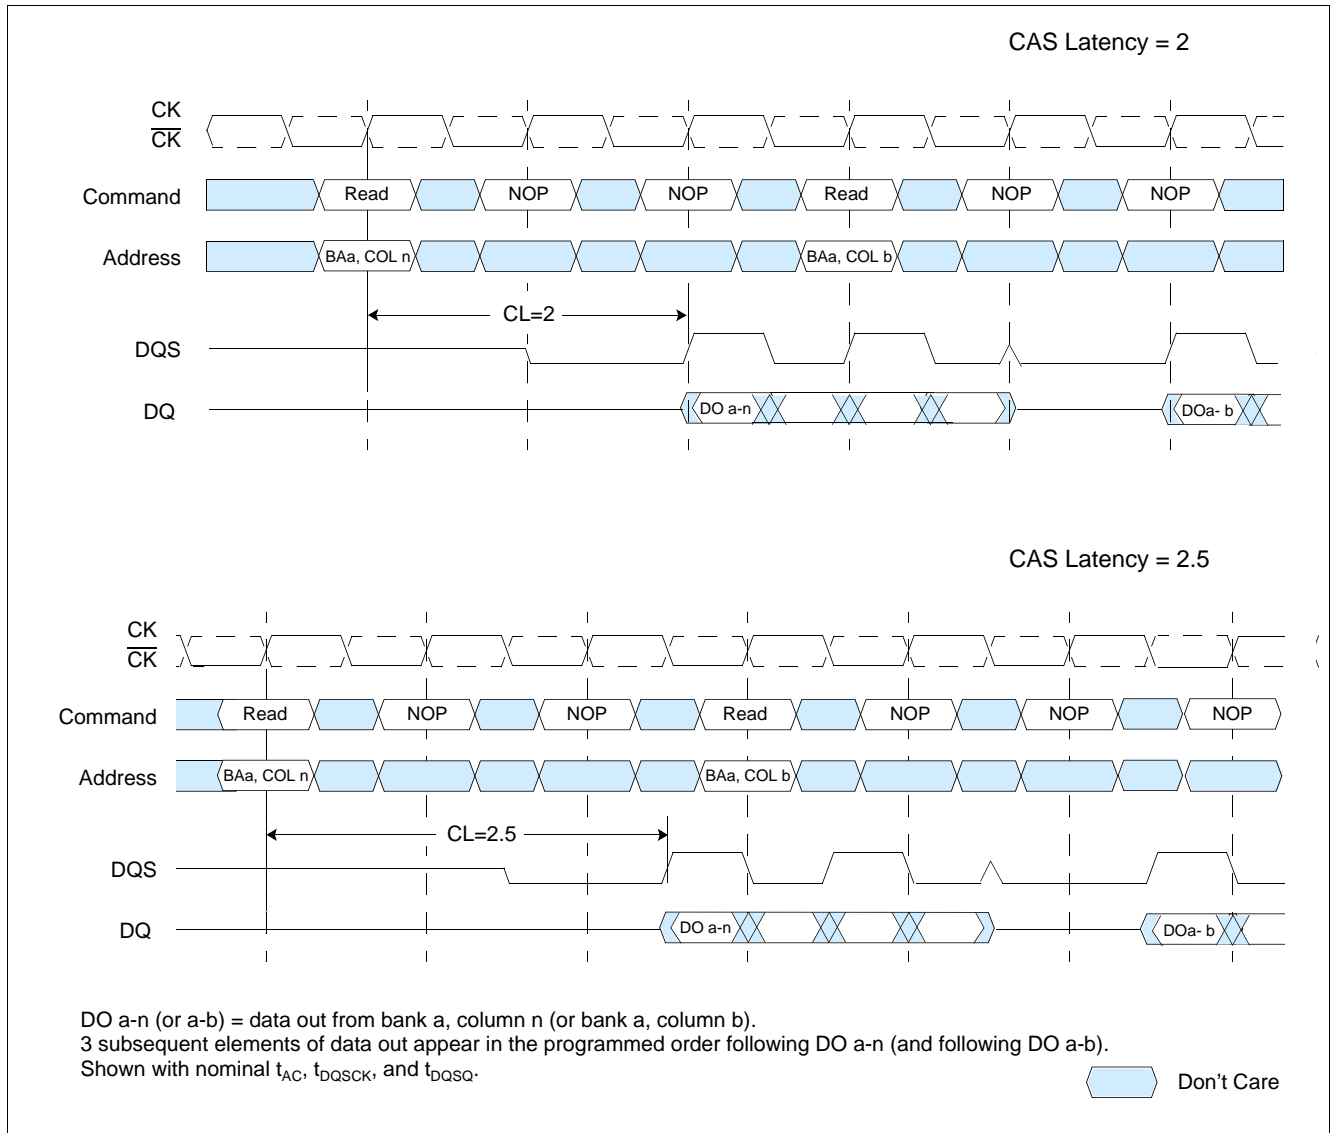 CAS Latency = 2
CK
CK
Command
Read
NOP
NOP
Read
NOP
NOP
Address
BAa, COL n
BAa, COL b
CL=2
DQS
DQ
DO a-n
DOa- b
CAS Latency = 2.5
CK
CK
Command
Read
NOP
NOP
Read
NOP
NOP
NOP
Address
BAa, COL n
BAa, COL b
CL=2.5
DQS
DQ
DO a-n
DOa- b
DO a-n (or a-b) = data out from bank a, column n (or bank a, column b).
3 subsequent elements of data out appear in the programmed order following DO a-n (and following DO a-b).
Shown with nominal tAC, tDQSCK, and tDQSQ.
Don't Care